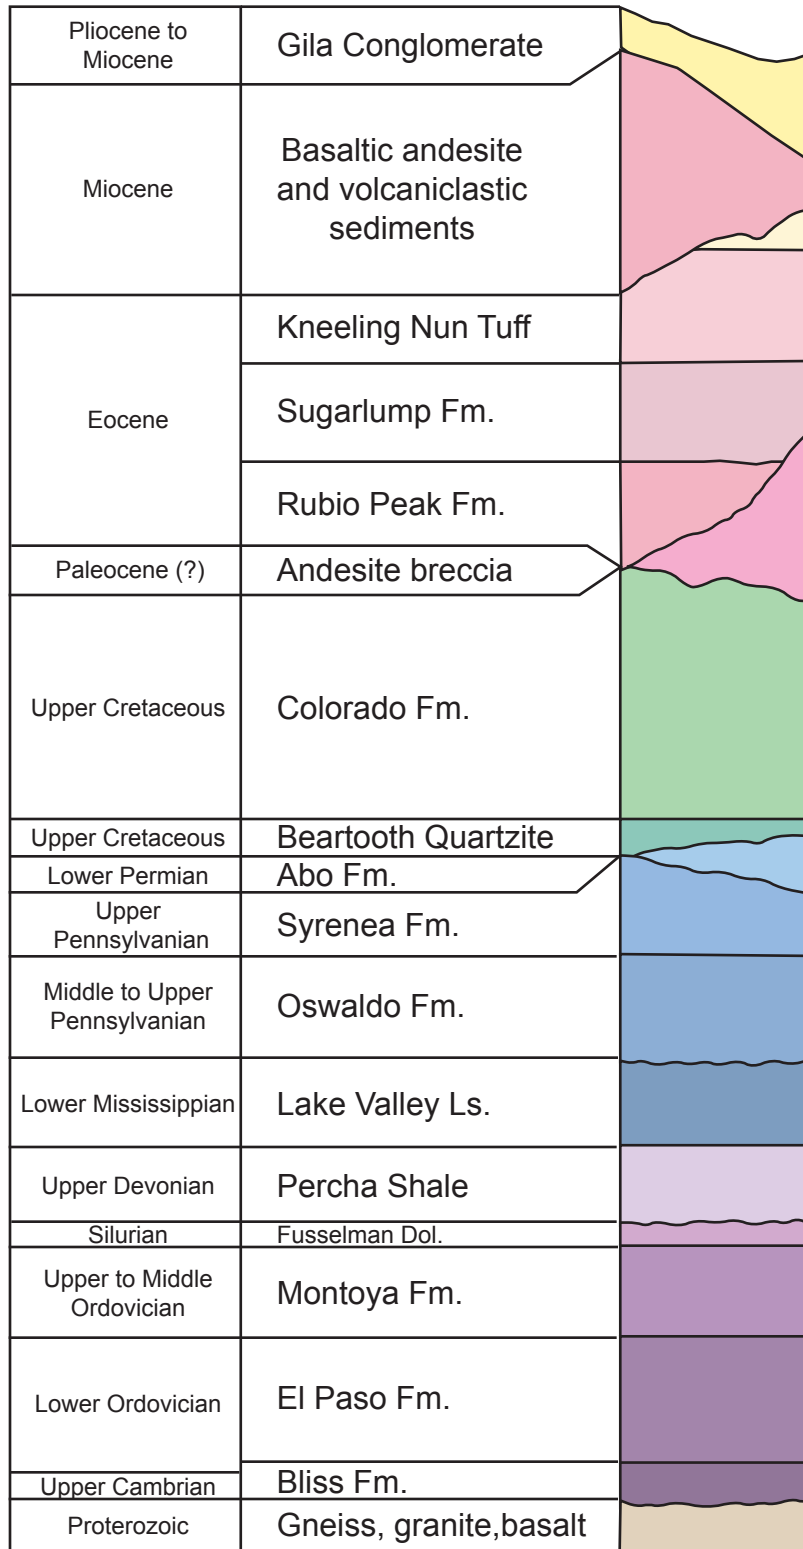 Pliocene to
Miocene
Gila Conglomerate
Miocene
Basaltic andesite
and volcaniclastic
sediments
Eocene
Kneeling Nun Tuff
Sugarlump Fm.
Rubio Peak Fm.
Paleocene (?)
Andesite breccia
Upper Cretaceous
Colorado Fm.
Upper Cretaceous
Beartooth Quartzite
Lower Permian
Abo Fm.
Upper
Pennsylvanian
Syrenea Fm.
Middle to Upper
Pennsylvanian
Oswaldo Fm.
Lower Mississippian
Lake Valley Ls.
Upper Devonian
Percha Shale
Silurian
Fusselman Dol.
Upper to Middle
Ordovician
Montoya Fm.
Lower Ordovician
El Paso Fm.
Upper Cambrian
Bliss Fm.
Proterozoic
Gneiss, granite,basalt